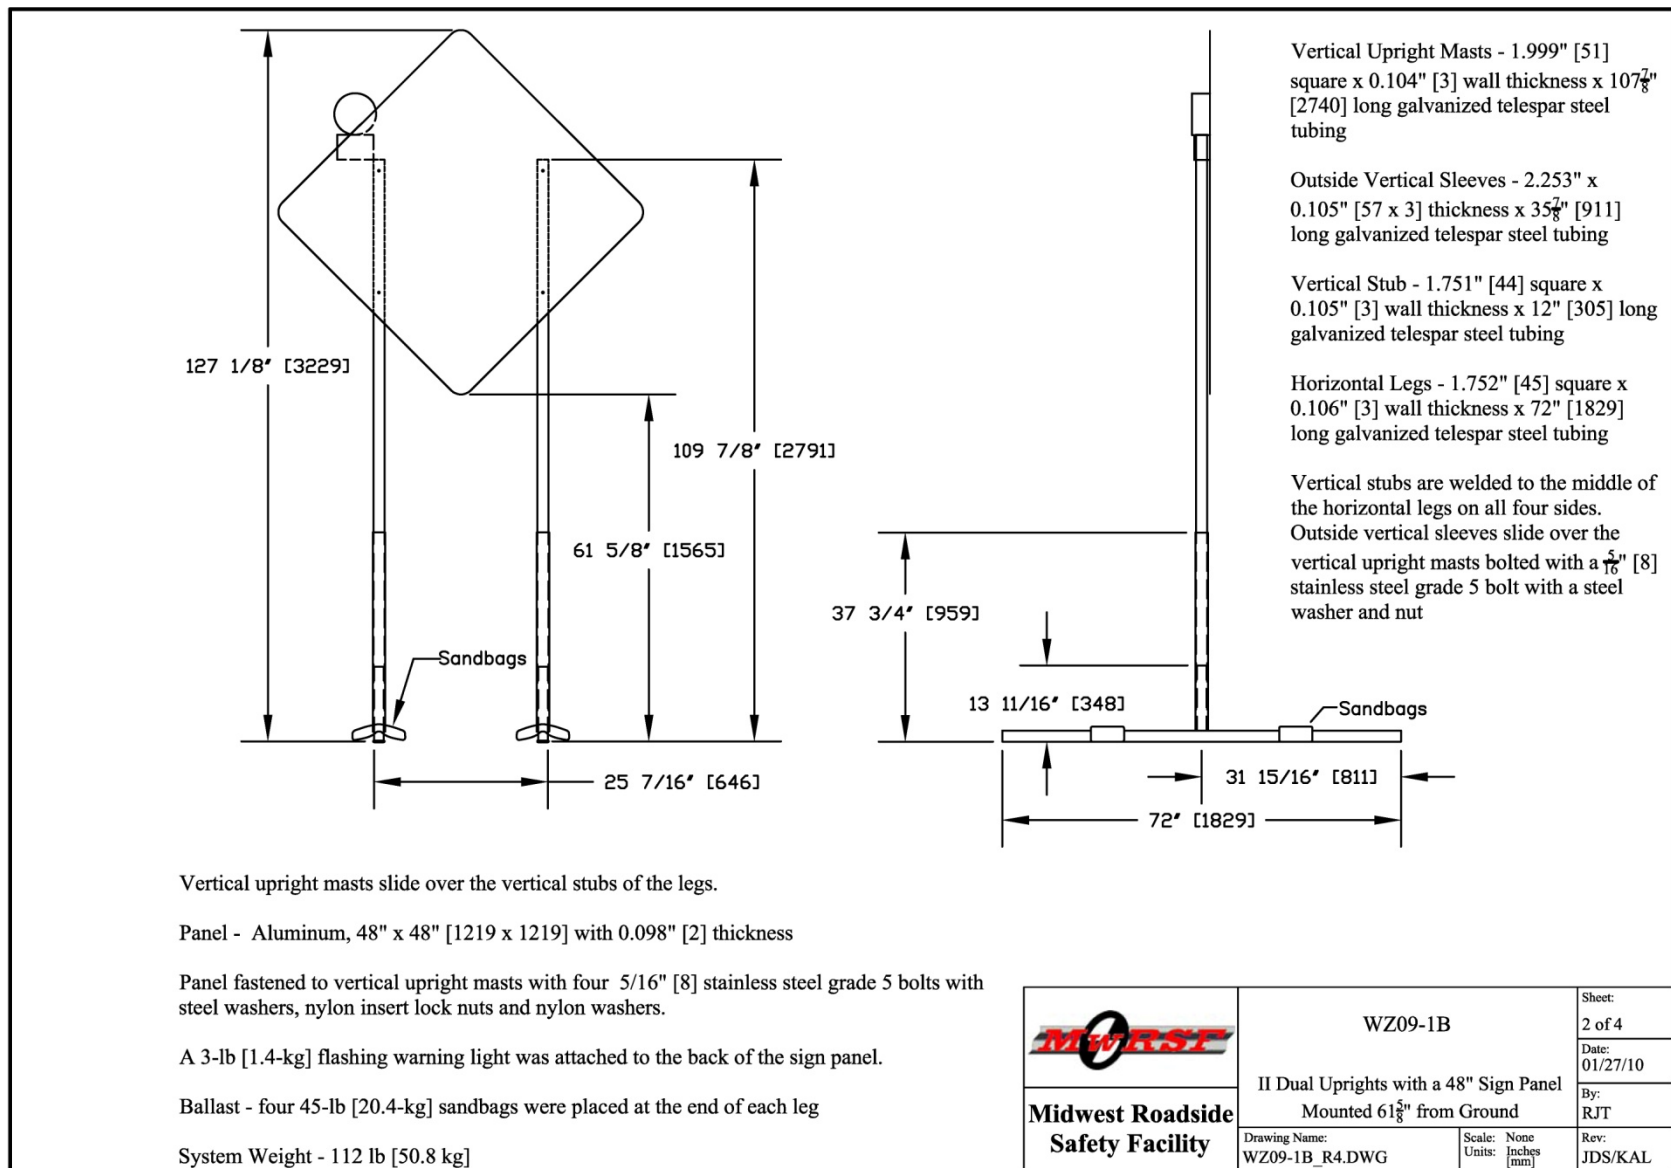 Vertical Upright Masts - 1.999" [51]
square x 0.104" [3] wall thickness x 107⅞"
[2740] long galvanized telespar steel
tubing
Outside Vertical Sleeves - 2.253" x
0.105" [57 x 3] thickness x 35⅞" [911]
long galvanized telespar steel tubing
Vertical Stub - 1.751" [44] square x
0.105" [3] wall thickness x 12" [305] long
galvanized telespar steel tubing
Horizontal Legs - 1.752" [45] square x
0.106" [3] wall thickness x 72" [1829]
long galvanized telespar steel tubing
Vertical stubs are welded to the middle of
the horizontal legs on all four sides.
Outside vertical sleeves slide over the
vertical upright masts bolted with a 5/16" [8]
stainless steel grade 5 bolt with a steel
washer and nut
127 1/8" [3229]
109 7/8" [2791]
61 5/8" [1565]
Sandbags
25 7/16" [646]
37 3/4" [959]
13 11/16" [348]
Sandbags
31 15/16" [811]
72" [1829]
Vertical upright masts slide over the vertical stubs of the legs.
Panel - Aluminum, 48" x 48" [1219 x 1219] with 0.098" [2] thickness
Panel fastened to vertical upright masts with four 5/16" [8] stainless steel grade 5 bolts with
steel washers, nylon insert lock nuts and nylon washers.
A 3-lb [1.4-kg] flashing warning light was attached to the back of the sign panel.
Ballast - four 45-lb [20.4-kg] sandbags were placed at the end of each leg
System Weight - 112 lb [50.8 kg]
MwRSF
Midwest Roadside
Safety Facility
WZ09-1B
II Dual Uprights with a 48" Sign Panel
Mounted 61⅝" from Ground
Drawing Name:
WZ09-1B_R4.DWG
Scale: None
Units: Inches
[mm]
Sheet:
2 of 4
Date:
01/27/10
By:
RJT
Rev:
JDS/KAL